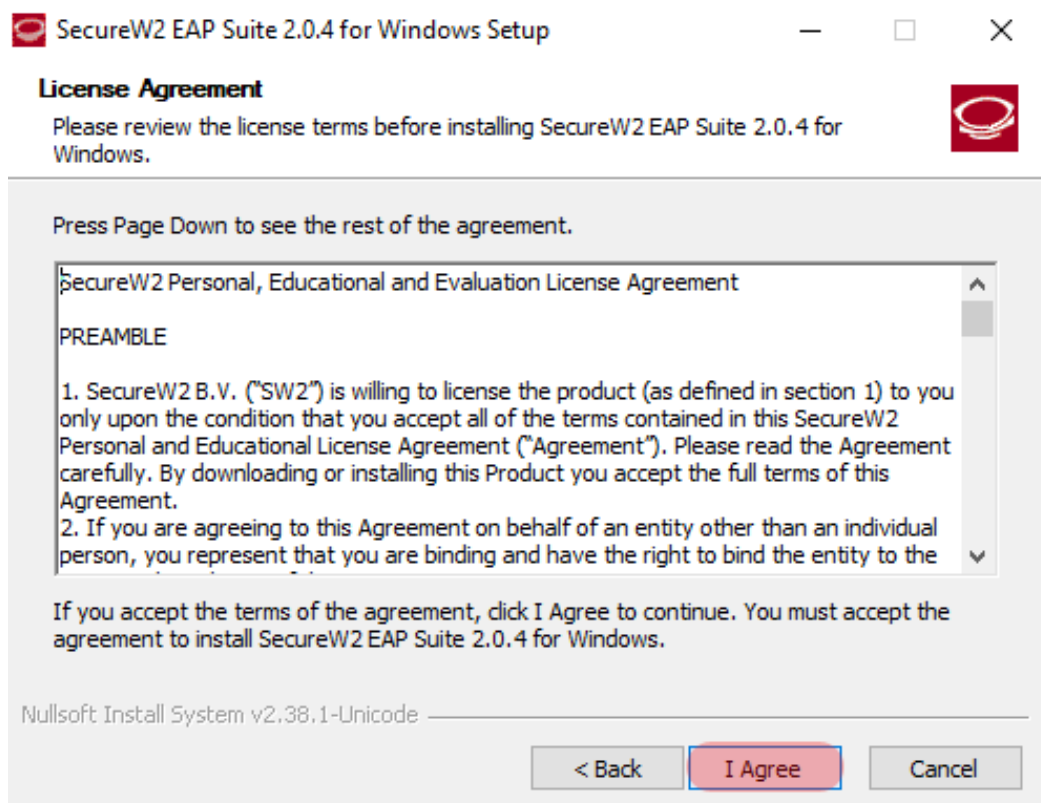 SecureW2 EAP Suite 2.0.4 for Windows Setup
License Agreement
Please review the license terms before installing SecureW2 EAP Suite 2.0.4 for
Windows.
Press Page Down to see the rest of the agreement.
SecureW2 Personal, Educational and Evaluation License Agreement
PREAMBLE
1. SecureW2 B.V. (“SW2”) is willing to license the product (as defined in section 1) to you
only upon the condition that you accept all of the terms contained in this SecureW2
Personal and Educational License Agreement (“Agreement”). Please read the Agreement
carefully. By downloading or installing this Product you accept the full terms of this
Agreement.
2. If you are agreeing to this Agreement on behalf of an entity other than an individual
person, you represent that you are binding and have the right to bind the entity to the
If you accept the terms of the agreement, click I Agree to continue. You must accept the
agreement to install SecureW2 EAP Suite 2.0.4 for Windows.
Nullsoft Install System v2.38.1-Unicode
< Back
I Agree
Cancel